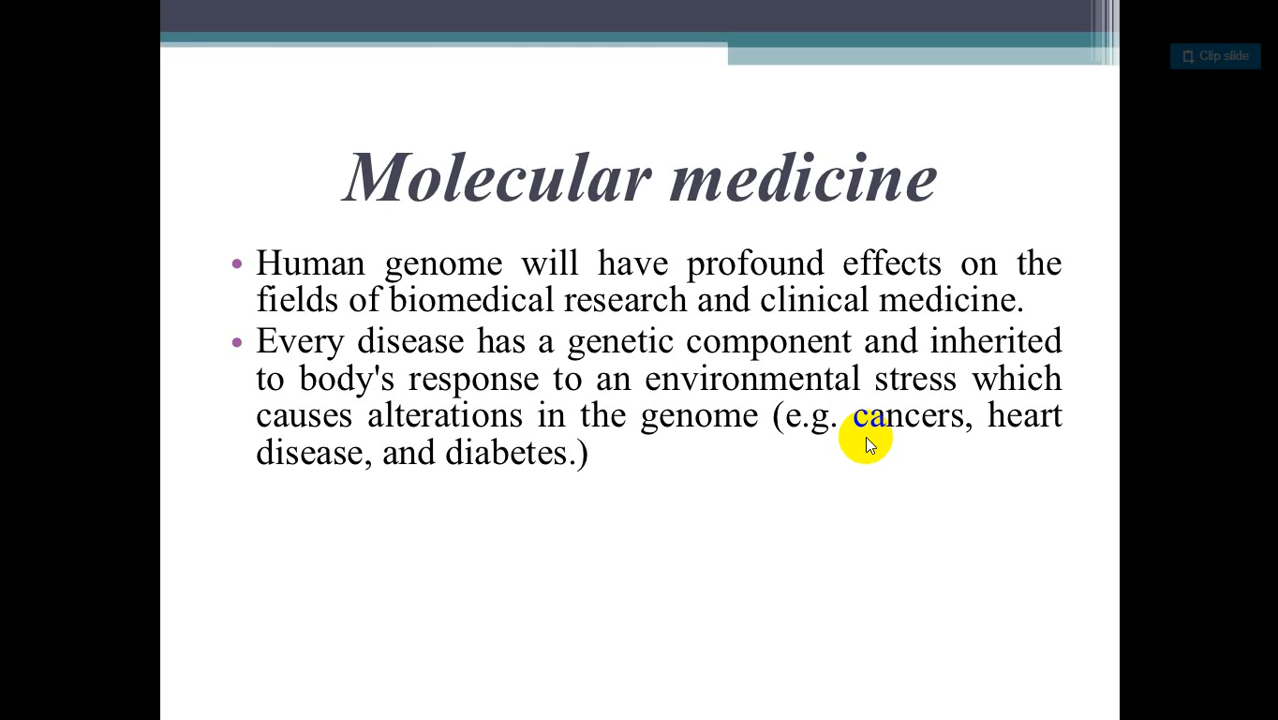 Clip slide
Molecular medicine
• Human genome will have profound effects on the
fields of biomedical research and clinical medicine.
• Every disease has a genetic component and inherited
to body's response to an environmental stress which
causes alterations in the genome (e.g. cancers, heart
disease, and diabetes.)